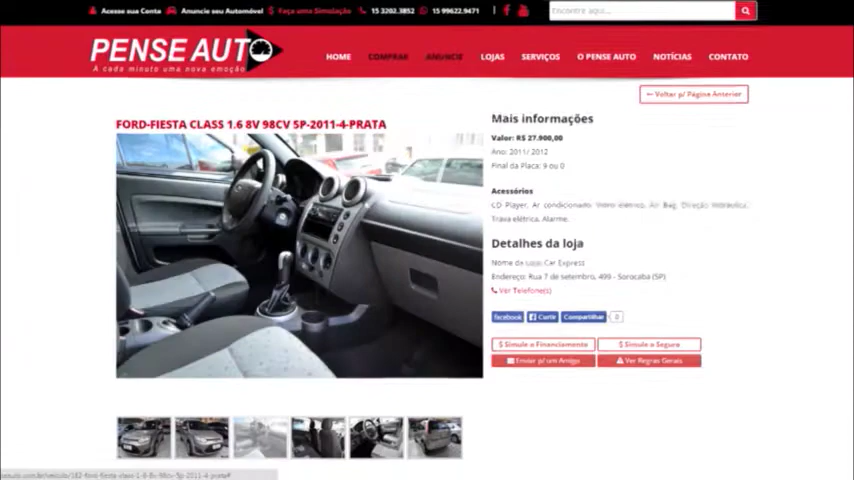 Acesse sua Conta Anuncie seu Automóvel Faça uma Simulação 15 3202.3852 15 99622.9471 | Encontre aqui...
PENSE AUTO
A cada minuto uma nova emoção
HOME COMPRAR ANUNCIE LOJAS SERVIÇOS O PENSE AUTO NOTÍCIAS CONTATO
Voltar p/ Página Anterior
FORD-FIESTA CLASS 1.6 8V 98CV 5P-2011-4-PRATA
Mais informações
Valor: R$ 27.900,00
Ano: 2011/ 2012
Final da Placa: 9 ou 0
Acessórios
CD Player, Ar condicionado, Vidro elétrico, Air Bag, Direção Hidráulica,
Trava elétrica, Alarme,
Detalhes da loja
Nome da Loja: Car Express
Endereço: Rua 7 de setembro, 499 - Sorocaba (SP)
Ver Telefone(s)
facebook Curtir Compartilhar 0
$ Simule o Financiamento $ Simule o Seguro
Enviar p/ um Amigo Ver Regras Gerais